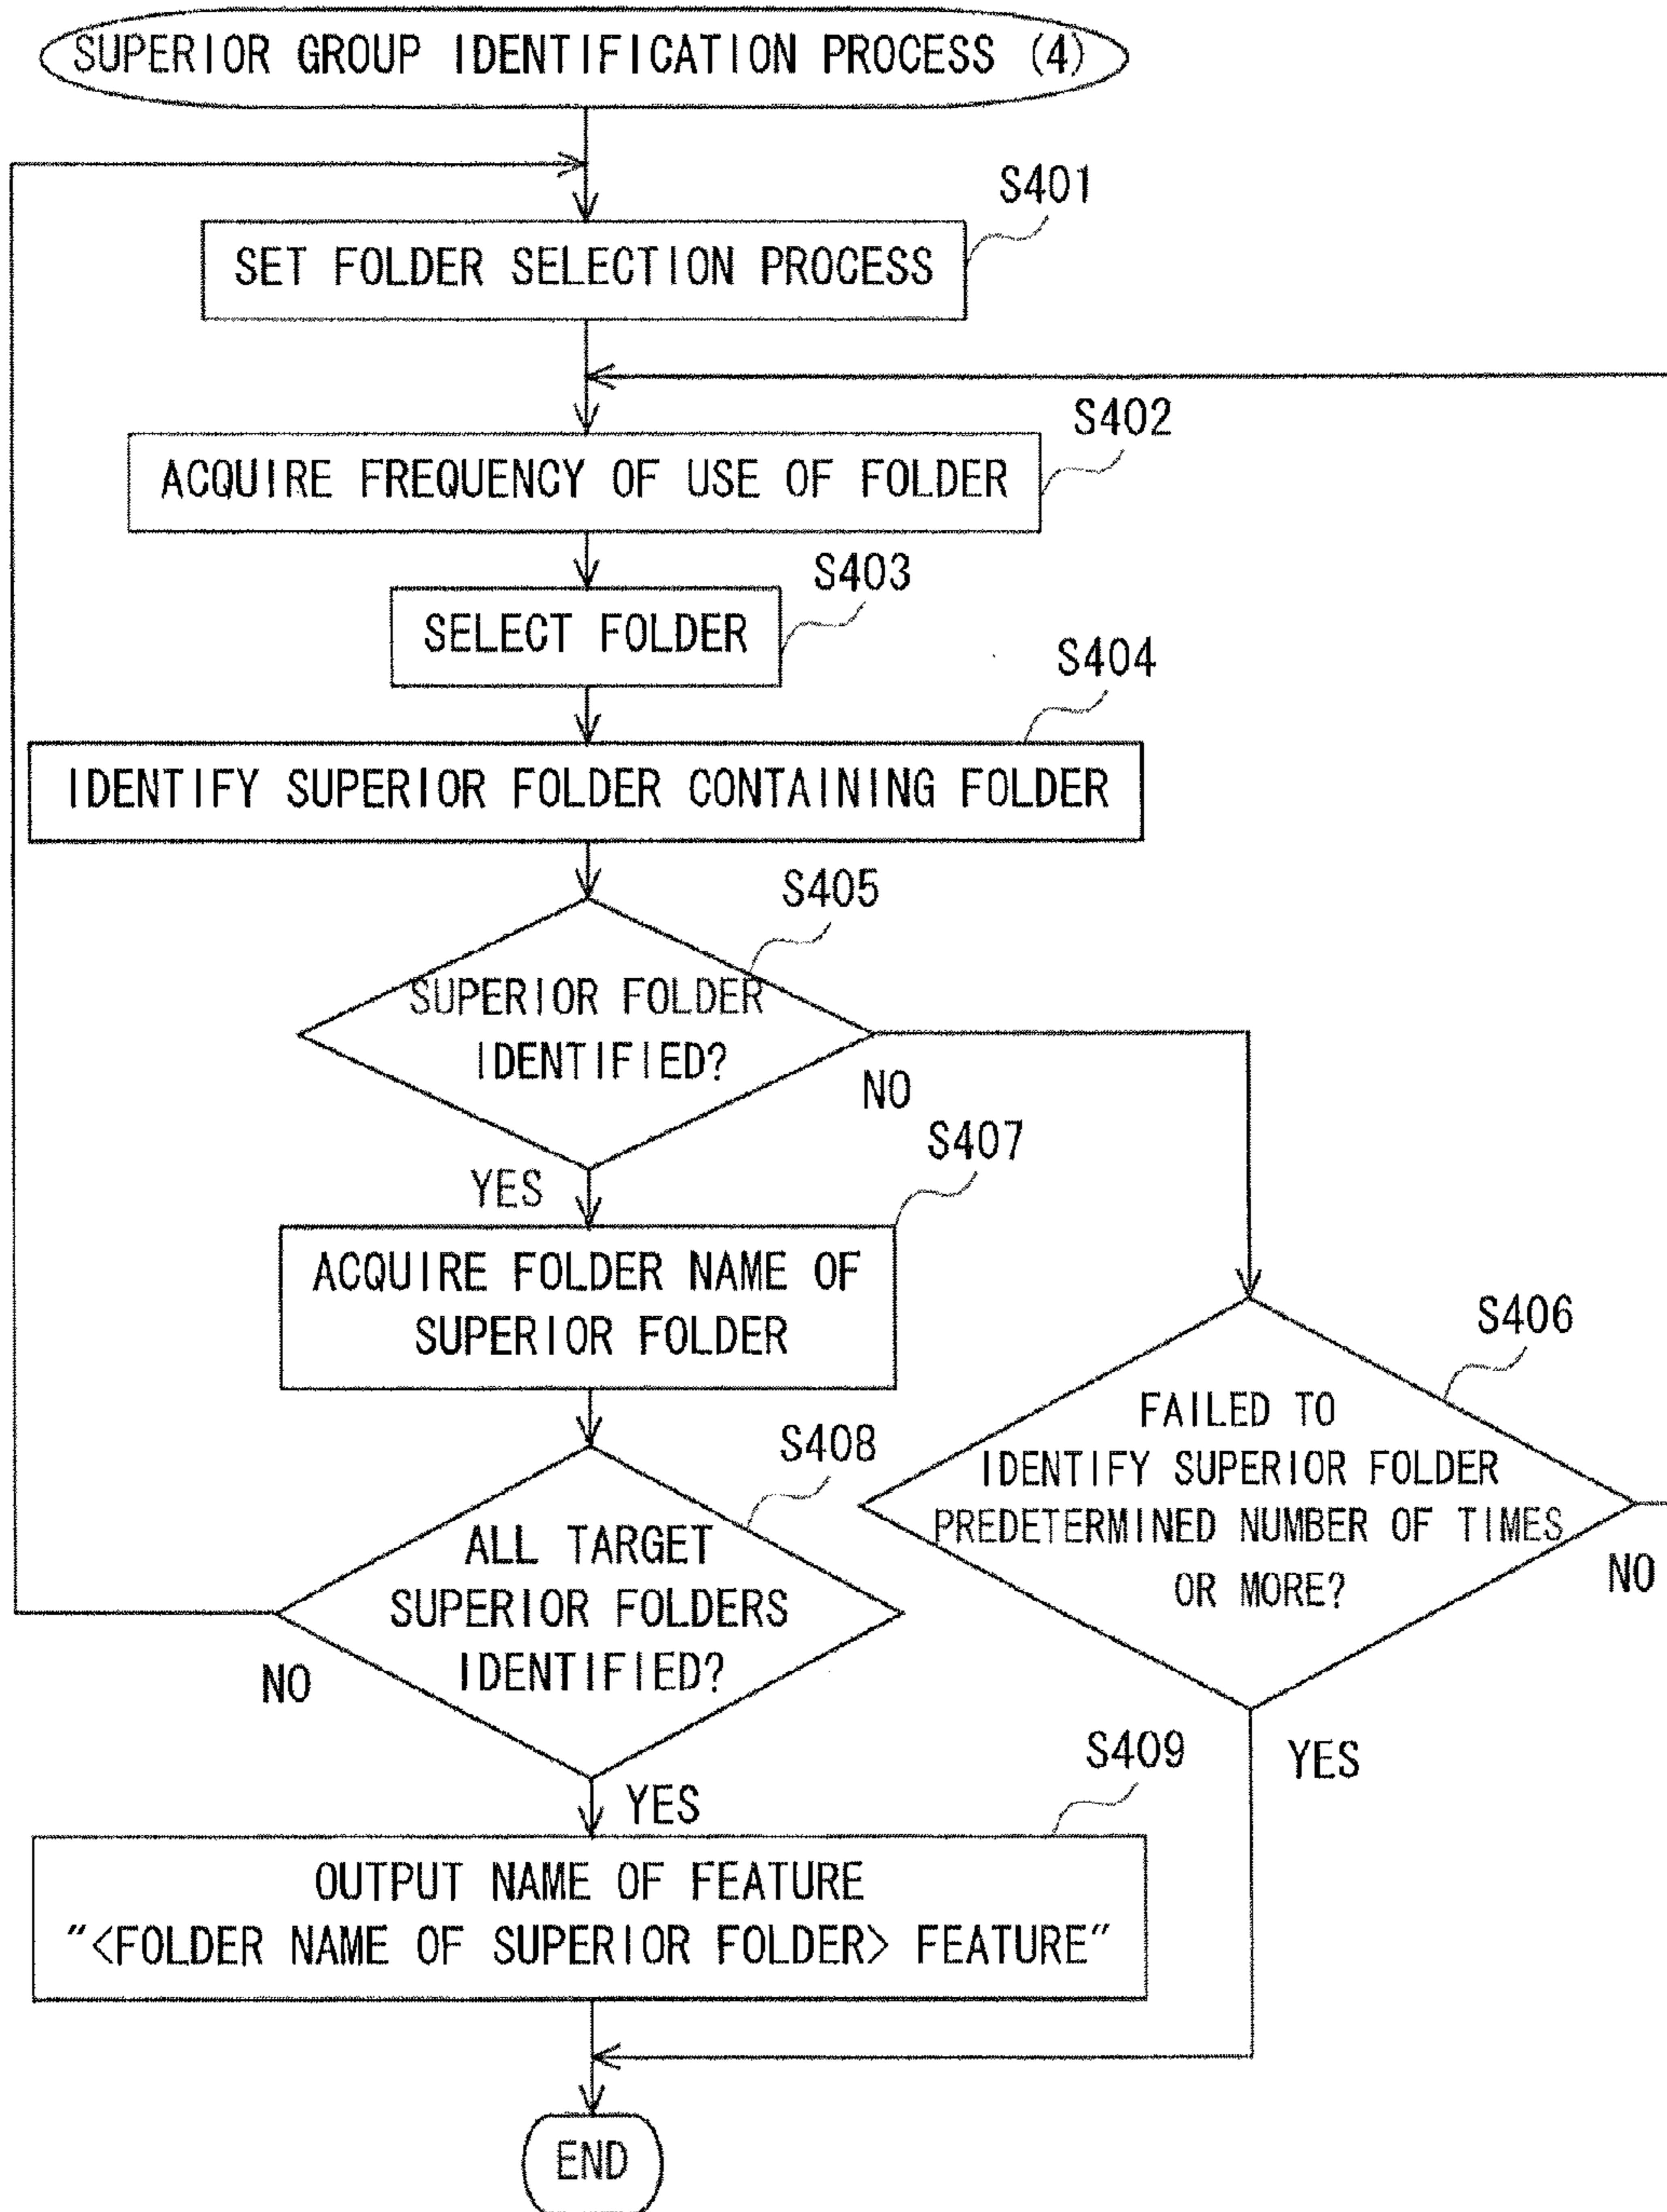 SUPERIOR GROUP IDENTIFICATION PROCESS (4)
S401
SET FOLDER SELECTION PROCESS
S402
ACQUIRE FREQUENCY OF USE OF FOLDER
S403
SELECT FOLDER
S404
IDENTIFY SUPERIOR FOLDER CONTAINING FOLDER
S405
SUPERIOR FOLDER
IDENTIFIED?
NO
YES
S407
ACQUIRE FOLDER NAME OF
SUPERIOR FOLDER
S406
FAILED TO
IDENTIFY SUPERIOR FOLDER
PREDETERMINED NUMBER OF TIMES
OR MORE?
NO
YES
S408
ALL TARGET
SUPERIOR FOLDERS
IDENTIFIED?
NO
YES
S409
OUTPUT NAME OF FEATURE
"<FOLDER NAME OF SUPERIOR FOLDER> FEATURE"
END